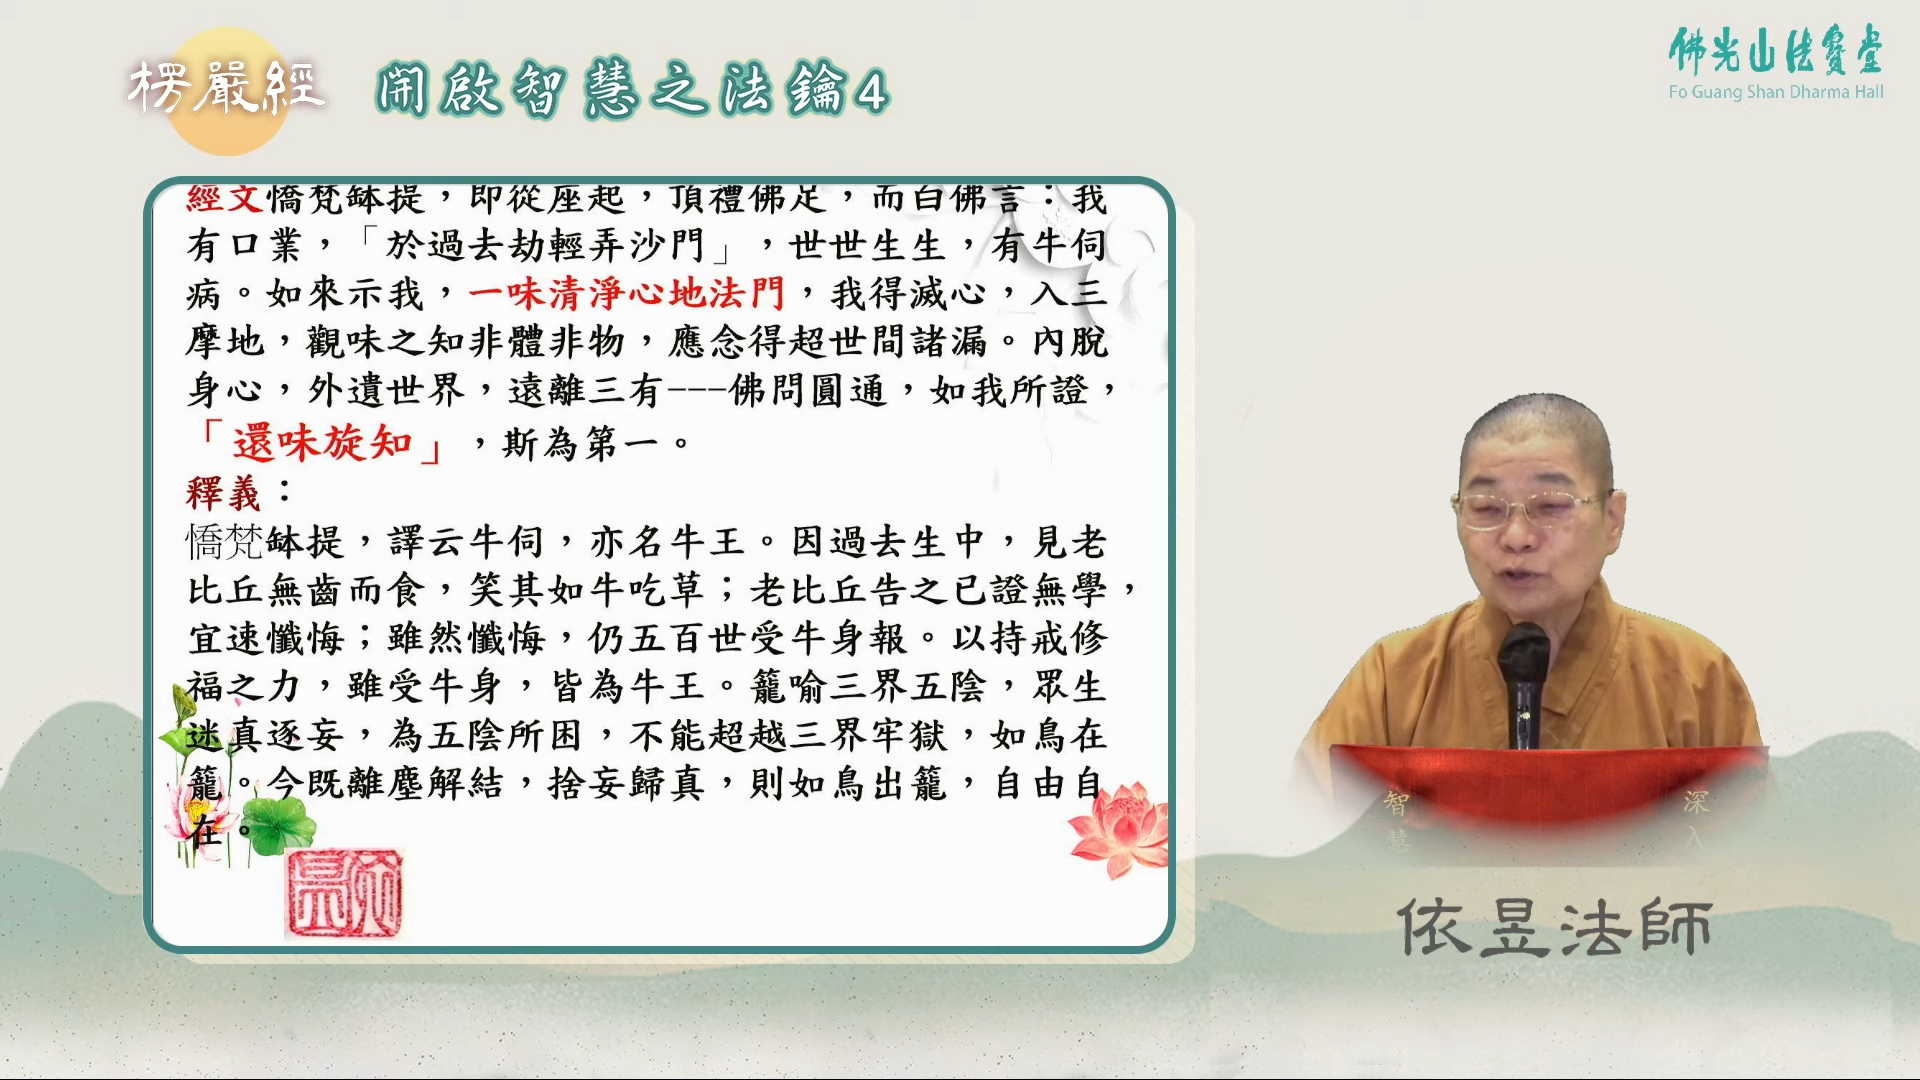 楞嚴經 開啟智慧之法鑰4
佛光山法寶堂
Fo Guang Shan Dharma Hall
經文憍梵缽提，即從座起，頂禮佛足，而白佛言：我
有口業，「於過去劫輕弄沙門」，世世生生，有牛伺
病。如來示我，一味清淨心地法門，我得滅心，入三
摩地，觀味之知非體非物，應念得超世間諸漏。內脫
身心，外遺世界，遠離三有---佛問圓通，如我所證，
「還味旋知」，斯為第一。
釋義：
憍梵缽提，譯云牛伺，亦名牛王。因過去生中，見老
比丘無齒而食，笑其如牛吃草；老比丘告之已證無學，
宜速懺悔；雖然懺悔，仍五百世受牛身報。以持戒修
福之力，雖受牛身，皆為牛王。籠喻三界五陰，眾生
迷真逐妄，為五陰所困，不能超越三界牢獄，如鳥在
籠。今既離塵解結，捨妄歸真，則如鳥出籠，自由自
在。
智慧
深入
依昱法師